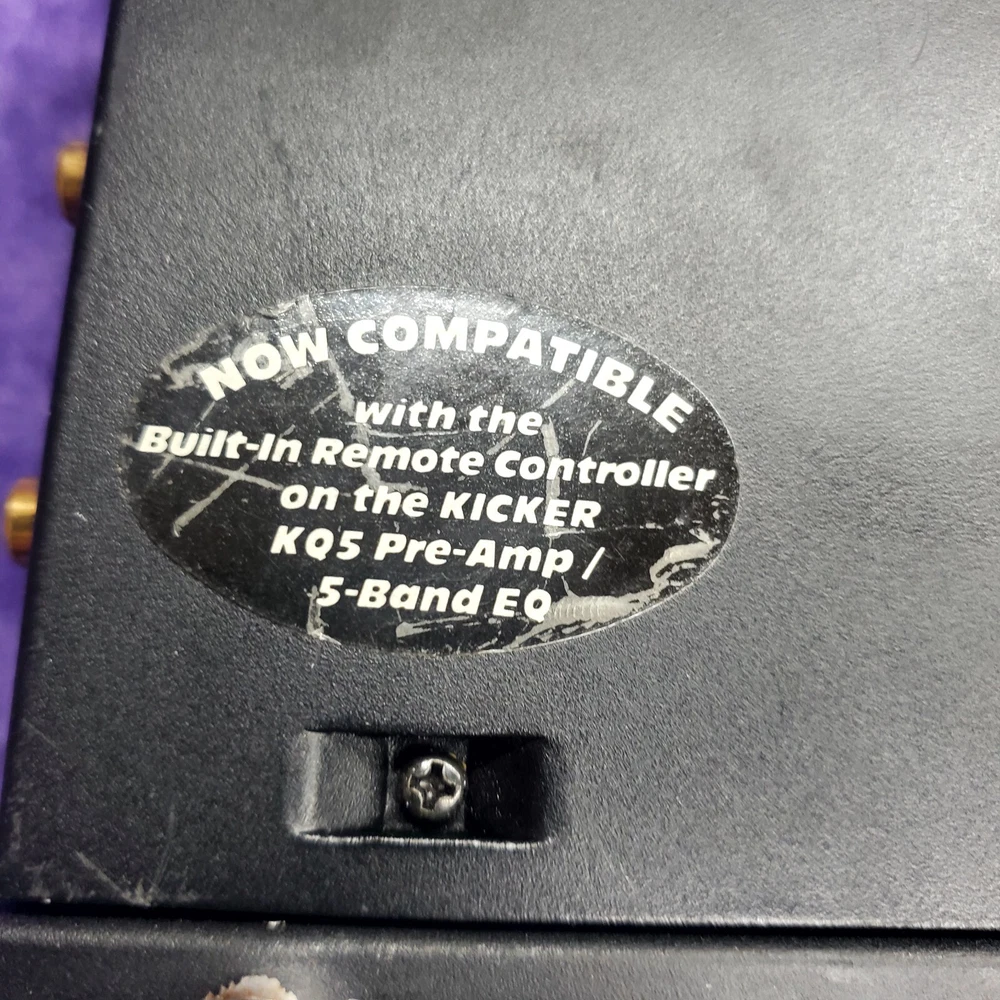 NOW COMPATIBLE
with the
Built-In Remote Controller
on the KICKER
KQ5 Pre-Amp /
5-Band EQ